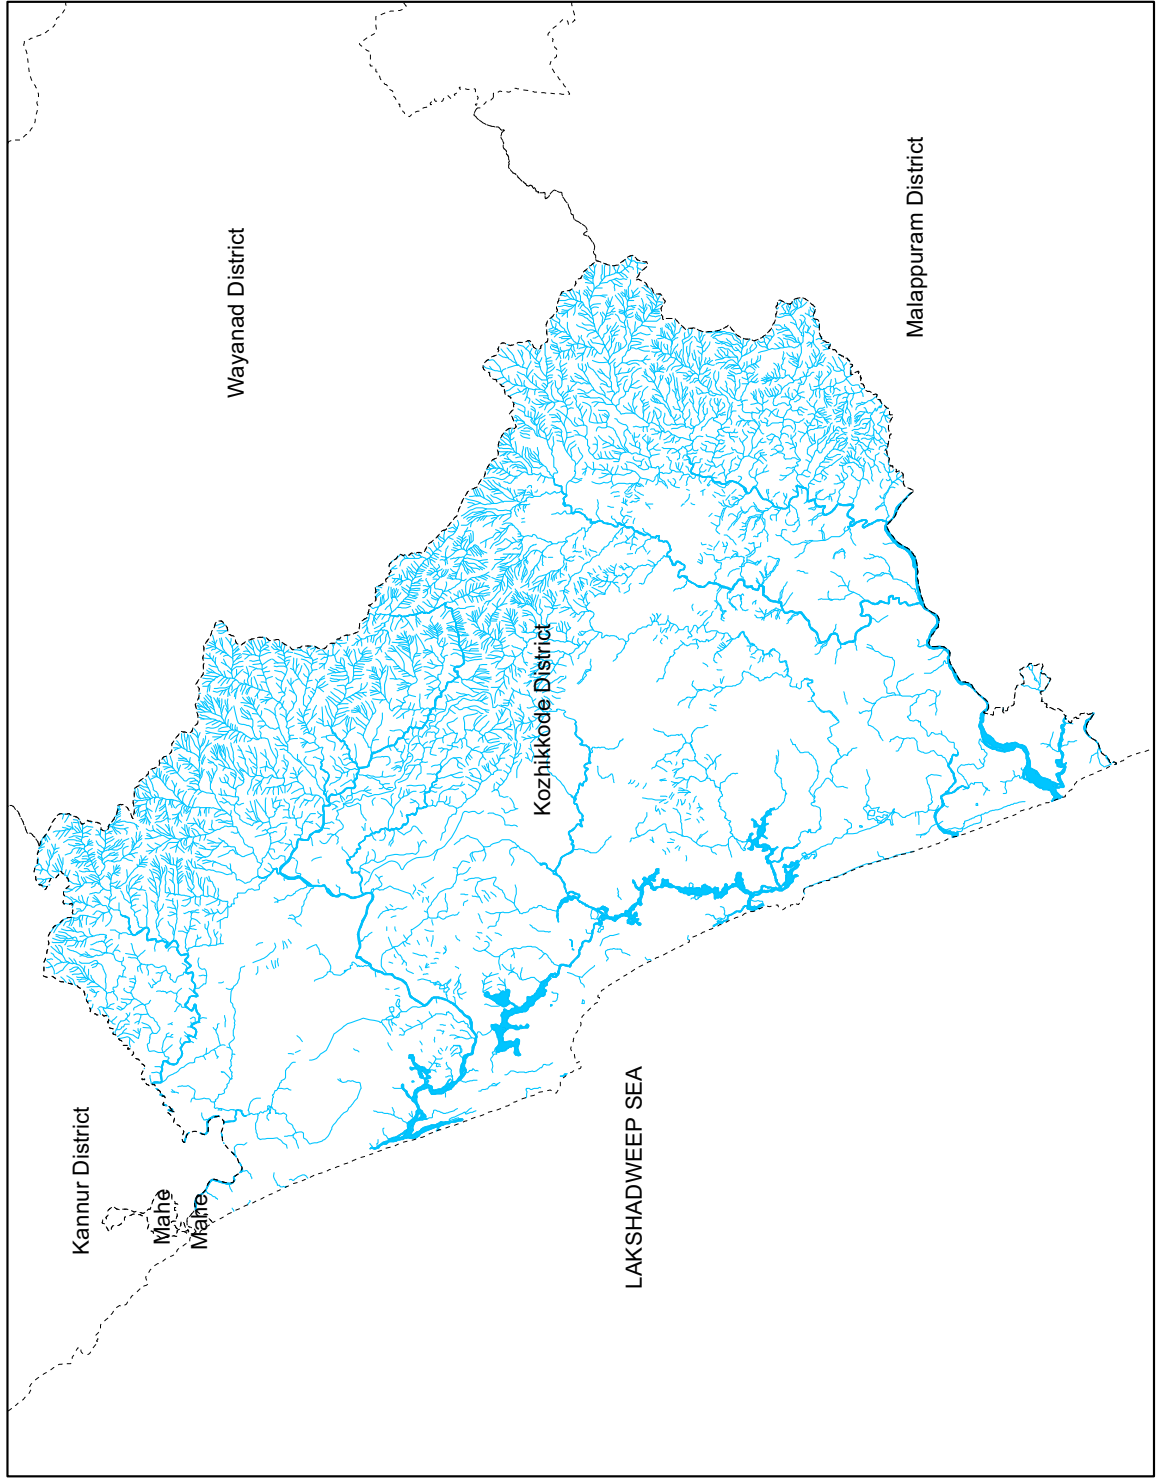 Kannur District
Mahe
Mahe
Wayanad District
Kozhikkode District
LAKSHADWEEP SEA
Malappuram District